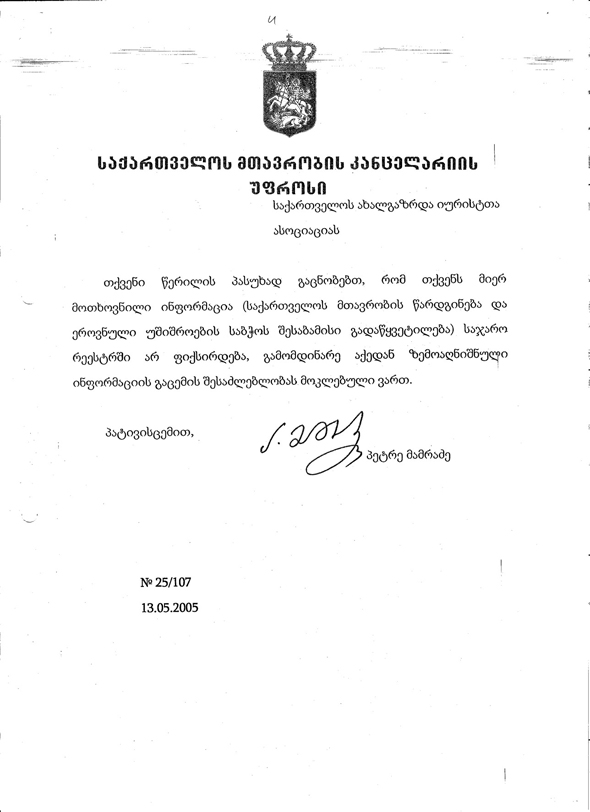 საქართველოს მთავრობის კანცელარიის
უფროსი
საქართველოს ახალგაზრდა იურისტთა
ასოციაციას
თქვენი წერილის პასუხად გაცნობებთ, რომ თქვენს მიერ
მოთხოვნილი ინფორმაცია (საქართველოს მთავრობის წარდგინება და
ეროვნული უშიშროების საბჭოს შესაბამისი გადაწყვეტილება) საჯარო
რეესტრში არ ფიქსირდება, გამომდინარე აქედან ზემოაღნიშნული
ინფორმაციის გაცემის შესაძლებლობას მოკლებული ვართ.
პატივისცემით,
პეტრე მამრაძე
№ 25/107
13.05.2005